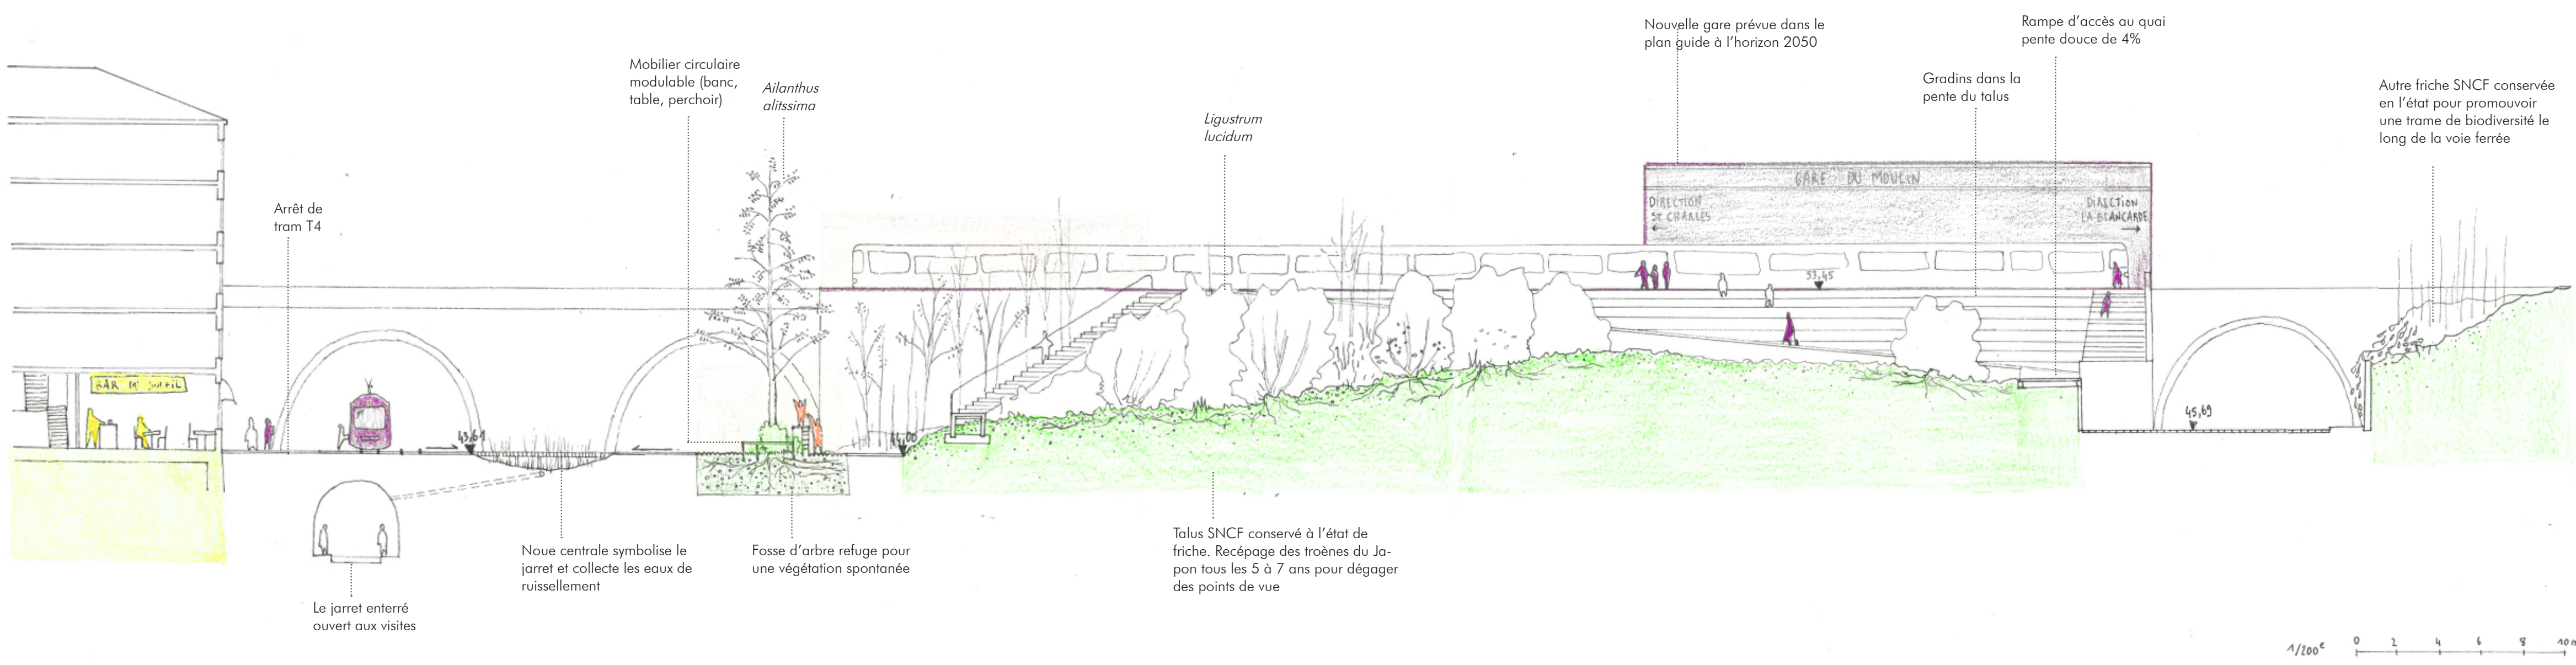 Nouvelle gare prévue dans le
plan guide à l'horizon 2050
Rampe d'accès au quai
pente douce de 4%
Mobilier circulaire
modulable (banc,
table, perchoir)
Ailanthus
alitssima
Gradins dans la
pente du talus
Autre friche SNCF conservée
en l'état pour promouvoir
une trame de biodiversité le
long de la voie ferrée
Ligustrum
lucidum
Arrêt de
tram T4
GARE DU MOULIN
DIRECTION
ST CHARLES
DIRECTION
LA BLANCARDE
53,45
BAR
43,61
44,00
45,69
Talus SNCF conservé à l'état de
friche. Recépage des troènes du Ja-
pon tous les 5 à 7 ans pour dégager
des points de vue
Noue centrale symbolise le
jarret et collecte les eaux de
ruissellement
Fosse d'arbre refuge pour
une végétation spontanée
Le jarret enterré
ouvert aux visites
1/200e
0 2 4 6 8 10 m